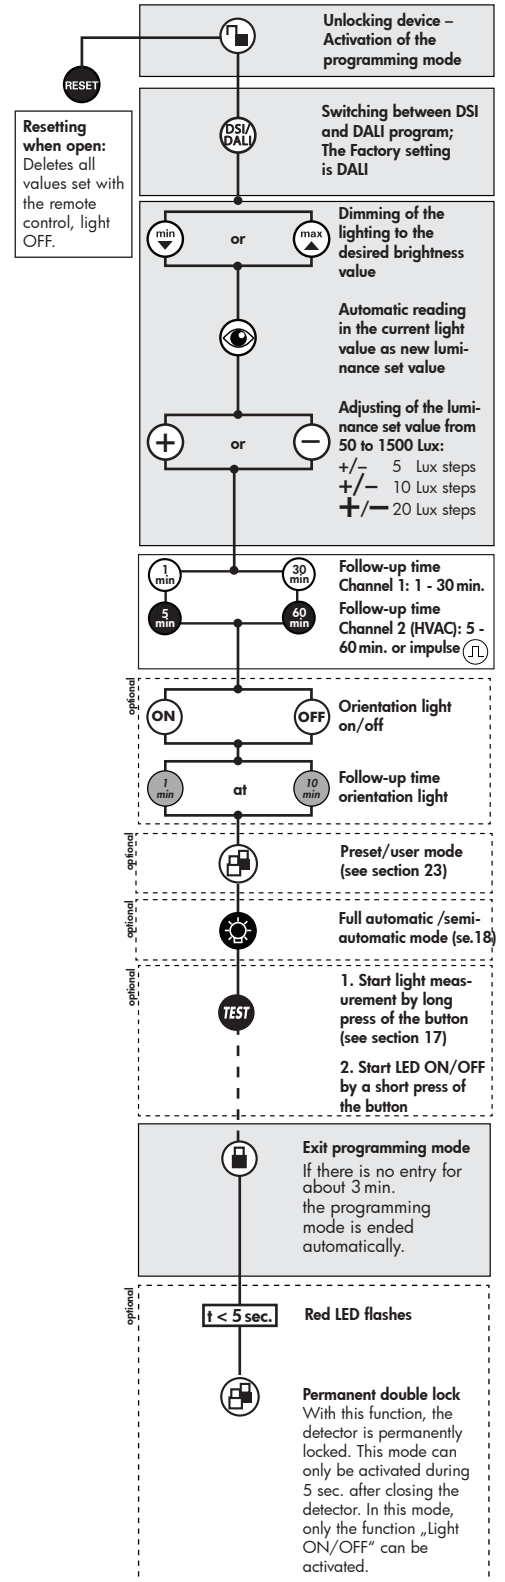 Unlocking device –
Activation of the
programming mode
RESET
Resetting
when open:
Deletes all
values set with
the remote
control, light
OFF.
DSI/
DALI
Switching between DSI
and DALI program;
The Factory setting
is DALI
min
or
max
Dimming of the
lighting to the
desired brightness
value
Automatic reading
in the current light
value as new lumi-
nance set value
+
or
−
Adjusting of the lumi-
nance set value from
50 to 1500 Lux:
+/− 5 Lux steps
+/− 10 Lux steps
+/− 20 Lux steps
1
min
30
min
Follow-up time
Channel 1: 1 - 30 min.
5
min
60
min
Follow-up time
Channel 2 (HVAC): 5 -
60 min. or impulse
optional
ON
OFF
Orientation light
on/off
1
min
at
10
min
Follow-up time
orientation light
optional
Preset/user mode
(see section 23)
optional
Full automatic /semi-
automatic mode (se.18)
optional
TEST
1. Start light meas-
urement by long
press of the button
(see section 17)
2. Start LED ON/OFF
by a short press of
the button
Exit programming mode
If there is no entry for
about 3 min.
the programming
mode is ended
automatically.
optional
t < 5 sec.
Red LED flashes
Permanent double lock
With this function, the
detector is permanently
locked. This mode can
only be activated during
5 sec. after closing the
detector. In this mode,
only the function „Light
ON/OFF“ can be
activated.